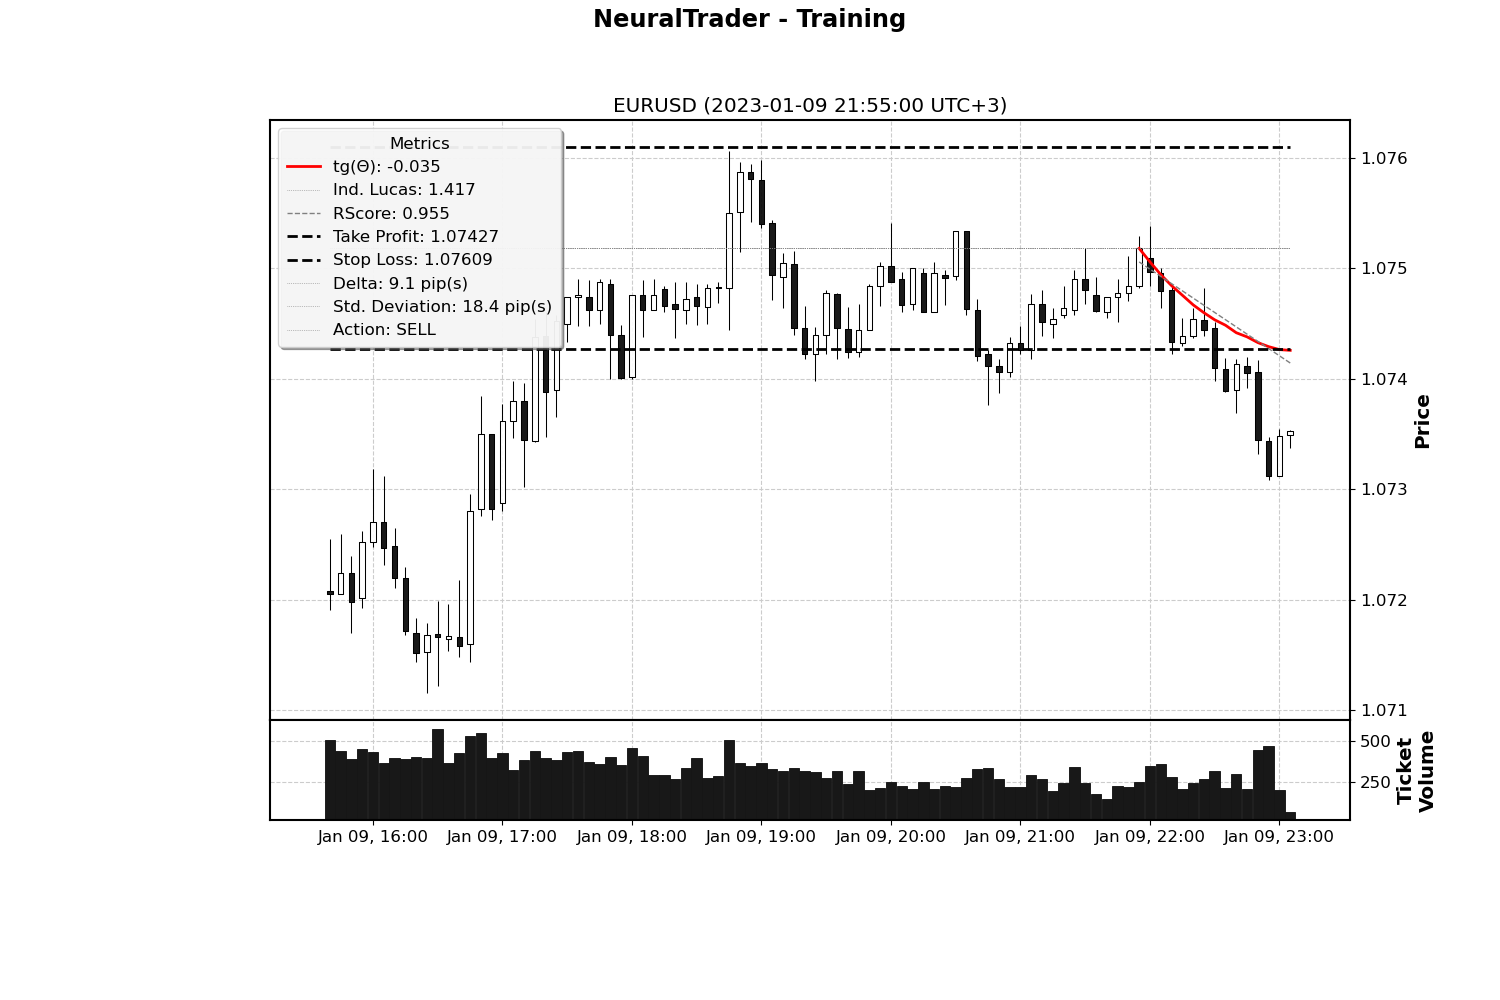 NeuralTrader - Training
EURUSD (2023-01-09 21:55:00 UTC+3)
Metrics
tg(Θ): -0.035
Ind. Lucas: 1.417
RScore: 0.955
Take Profit: 1.07427
Stop Loss: 1.07609
Delta: 9.1 pip(s)
Std. Deviation: 18.4 pip(s)
Action: SELL
1.076
1.075
1.074
1.073
1.072
1.071
Price
500
250
Ticket
Volume
Jan 09, 16:00
Jan 09, 17:00
Jan 09, 18:00
Jan 09, 19:00
Jan 09, 20:00
Jan 09, 21:00
Jan 09, 22:00
Jan 09, 23:00